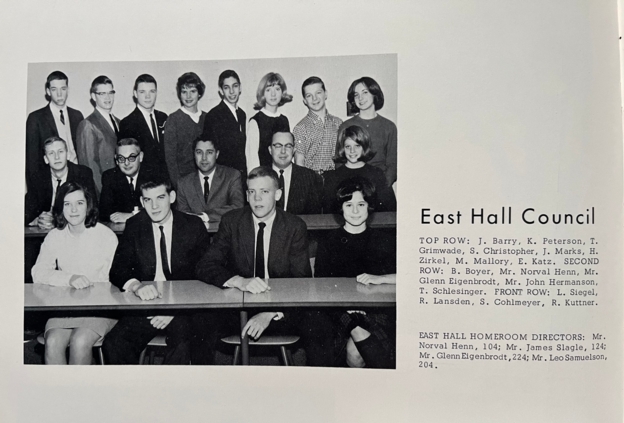 East Hall Council
TOP ROW: J. Barry, K. Peterson, T.
Grimwade, S. Christopher, J. Marks, H.
Zirkel, M. Mallory, E. Katz. SECOND
ROW: B. Boyer, Mr. Norval Henn, Mr.
Glenn Eigenbrodt, Mr. John Hermanson,
T. Schlesinger. FRONT ROW: L. Siegel,
R. Lansden, S. Cohlmeyer, R. Kuttner.
EAST HALL HOMEROOM DIRECTORS: Mr.
Norval Henn, 104; Mr. James Slagle, 124;
Mr. Glenn Eigenbrodt, 224; Mr. Leo Samuelson,
204.